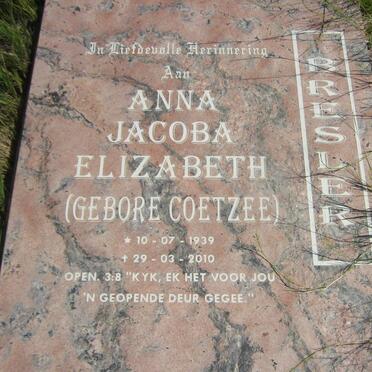 In Liefdevolle Herinnering
Aan
ANNA
JACOBA
ELIZABETH
(GEBORE COETZEE)
★ 10 - 07 - 1939
✝ 29 - 03 - 2010
OPEN. 3:8 "KYK, EK HET VOOR JOU
'N GEOPENDE DEUR GEGEE."
BRESLER